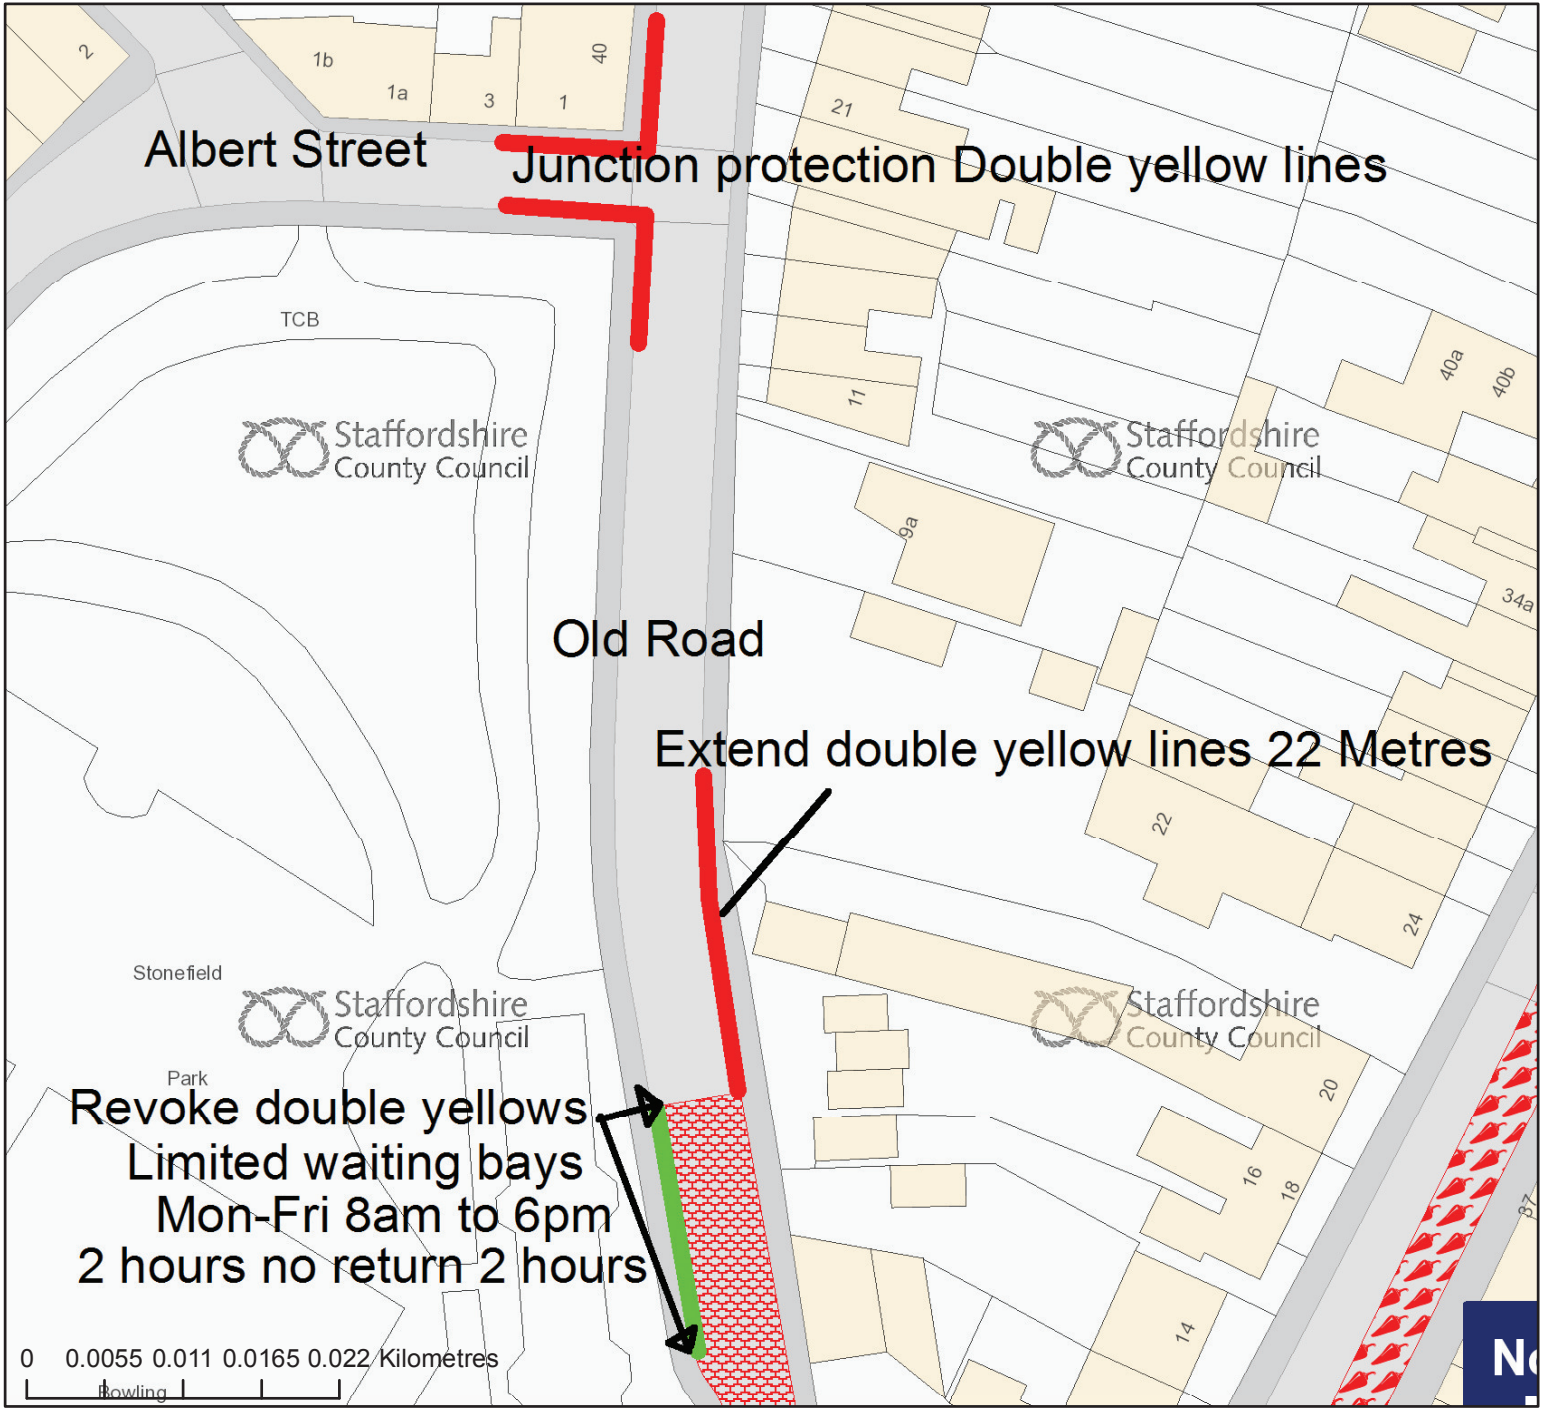 2
1b
1a
3
1
40
21
Albert Street
Junction protection Double yellow lines
TCB
11
40a
40b
Staffordshire
County Council
Staffordshire
County Council
9a
34a
Old Road
Extend double yellow lines 22 Metres
22
24
Stonefield
Staffordshire
County Council
Staffordshire
County Council
Park
20
Revoke double yellows
Limited waiting bays
Mon-Fri 8am to 6pm
2 hours no return 2 hours
16
18
37
14
0 0.0055 0.011 0.0165 0.022 Kilometres
Bowling